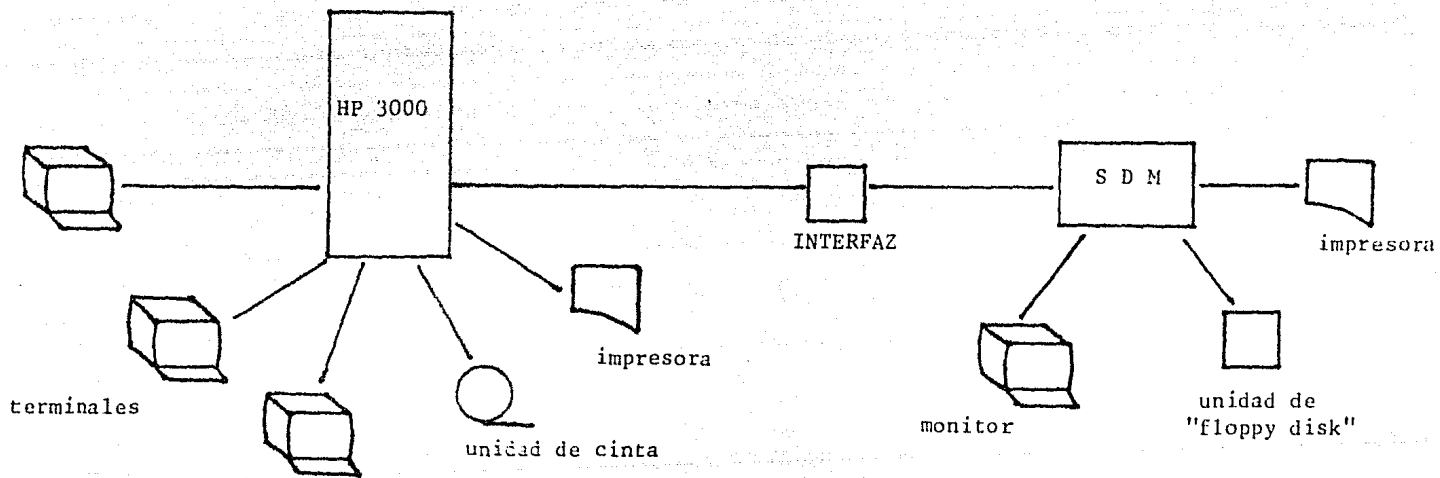 HP 3000
S D M
INTERFAZ
impresora
impresora
terminales
unidad de cinta
monitor
unidad de
"floppy disk"